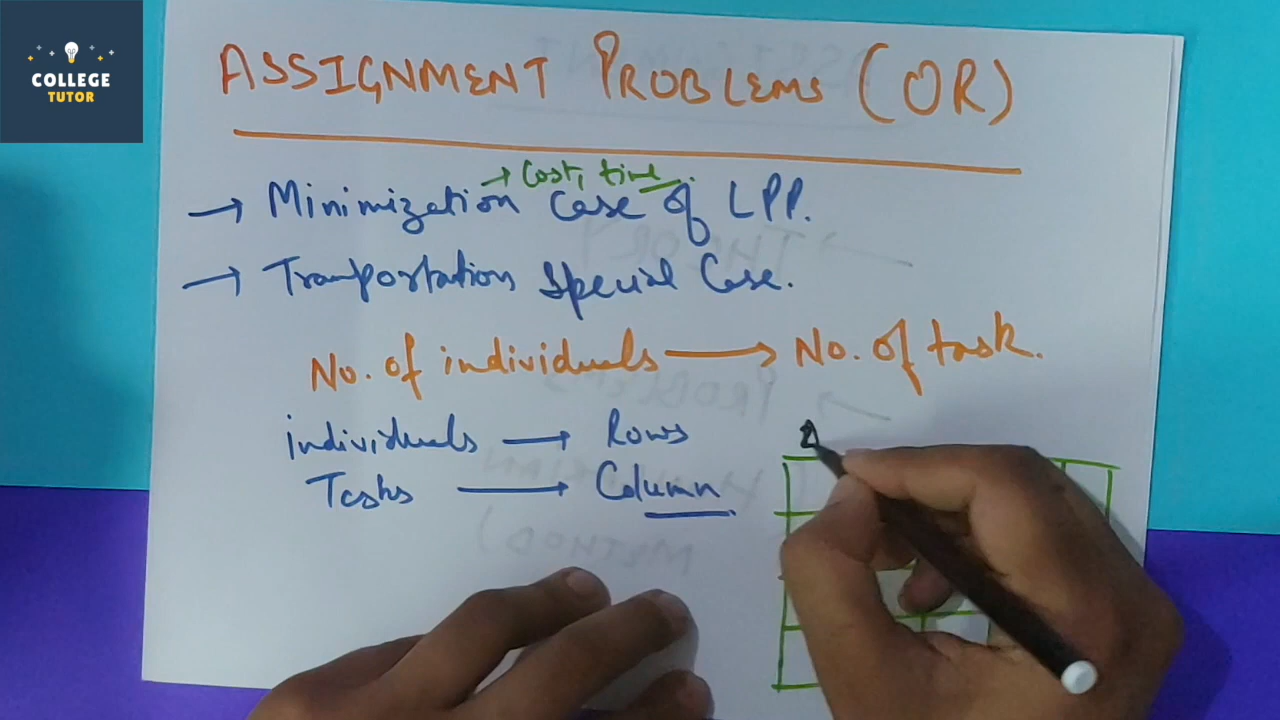 COLLEGE
TUTOR
ASSIGNMENT PROBLEMS (OR)
→ Cost, time
→ Minimization Case of LPP.
→ Tranportation Special Case.
No. of individuals → No. of task.
individuals → Rows
Tasks → Column